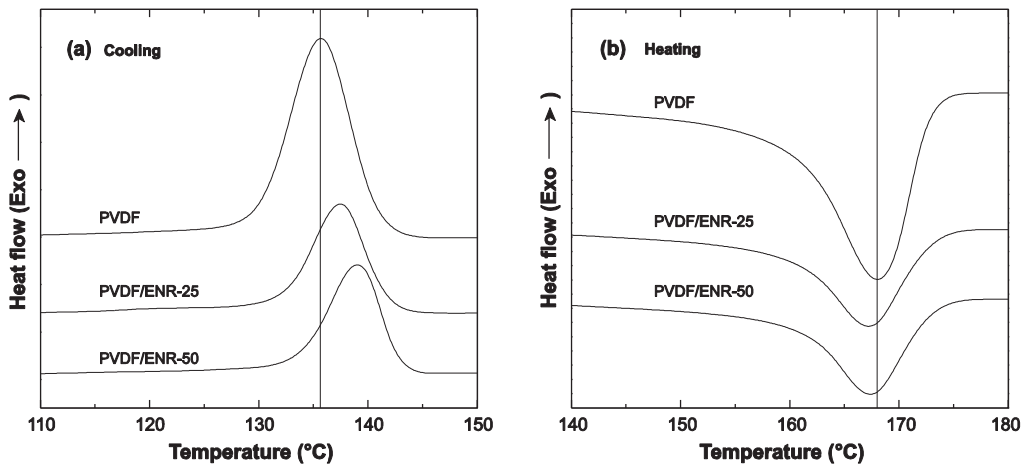 (a) Cooling
PVDF
PVDF/ENR-25
PVDF/ENR-50
Heat flow (Exo ⟶ )
110 120 130 140 150
Temperature (°C)
(b) Heating
PVDF
PVDF/ENR-25
PVDF/ENR-50
Heat flow (Exo ⟶ )
140 150 160 170 180
Temperature (°C)